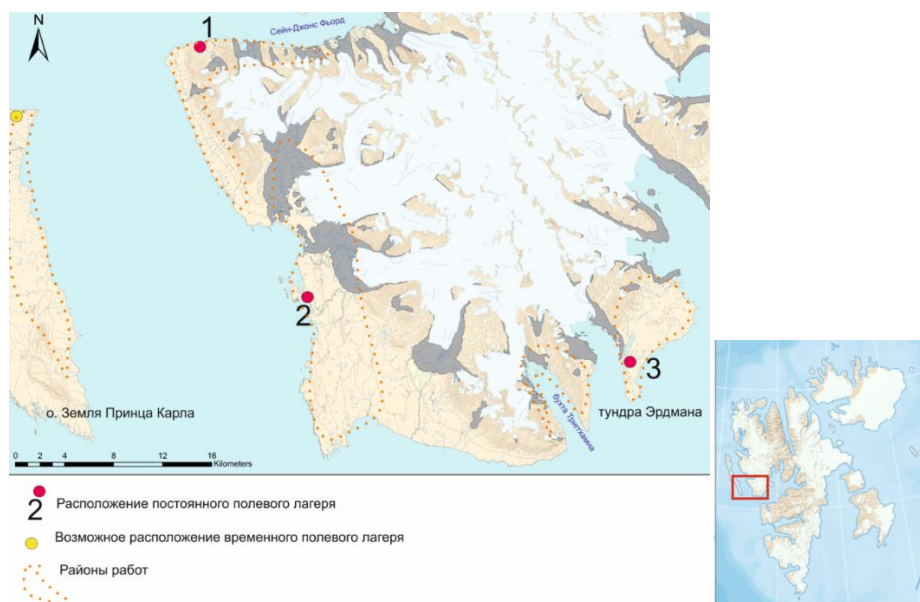 N
1
Сейн-Джонс Фьорд
2
3
о. Земля Принца Карла
тундра Эрдмана
бухта Тригхамна
0 2 4 8 12 16
Kilometers
2
Расположение постоянного полевого лагеря
Возможное расположение временного полевого лагеря
Районы работ